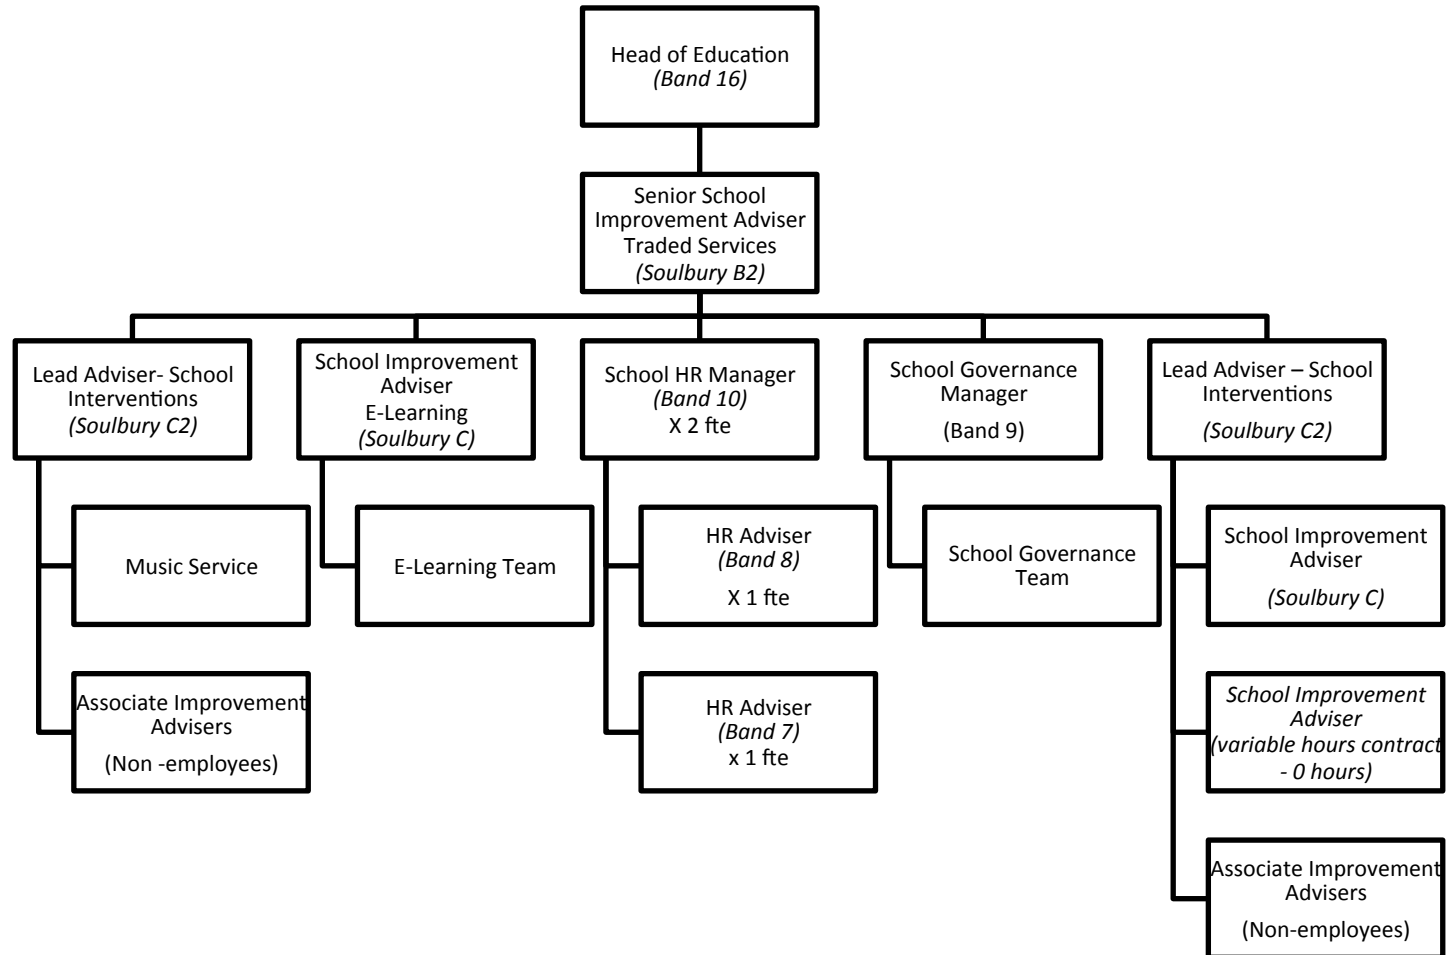 Head of Education
(Band 16)
Senior School
Improvement Adviser
Traded Services
(Soulbury B2)
Lead Adviser- School
Interventions
(Soulbury C2)
School Improvement
Adviser
E-Learning
(Soulbury C)
School HR Manager
(Band 10)
X 2 fte
School Governance
Manager
(Band 9)
Lead Adviser – School
Interventions
(Soulbury C2)
Music Service
E-Learning Team
HR Adviser
(Band 8)
X 1 fte
School Governance
Team
School Improvement
Adviser
(Soulbury C)
Associate Improvement
Advisers
(Non -employees)
HR Adviser
(Band 7)
x 1 fte
School Improvement
Adviser
(variable hours contract
- 0 hours)
Associate Improvement
Advisers
(Non-employees)